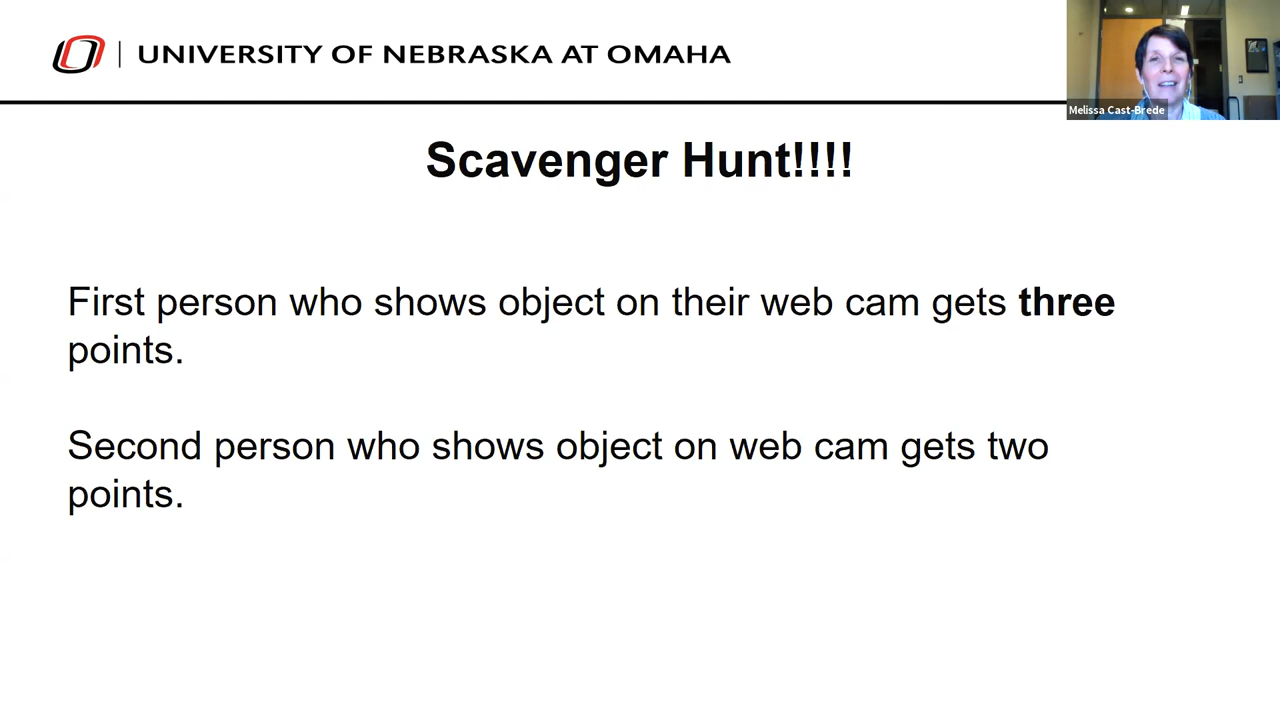 UNIVERSITY OF NEBRASKA AT OMAHA
Melissa Cast-Brede
Scavenger Hunt!!!!
First person who shows object on their web cam gets three
points.
Second person who shows object on web cam gets two
points.